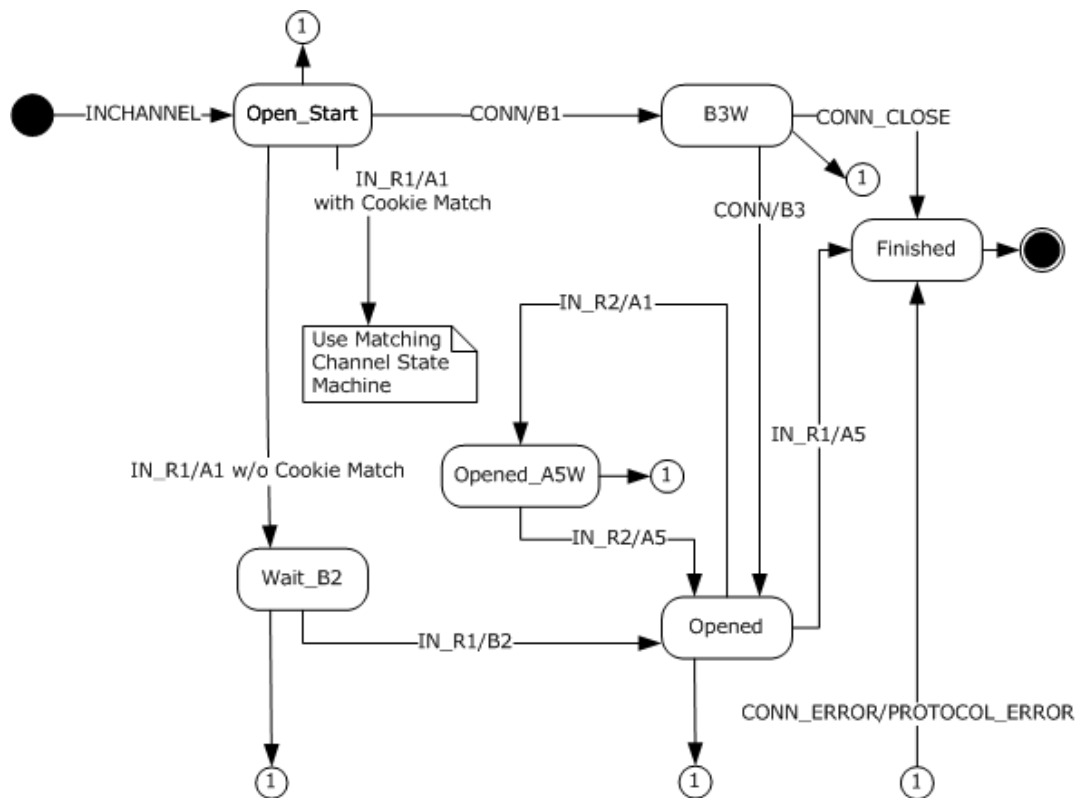 1
INCHANNEL
Open_Start
CONN/B1
B3W
CONN_CLOSE
IN_R1/A1
with Cookie Match
1
CONN/B3
Finished
IN_R2/A1
Use Matching
Channel State
Machine
IN_R1/A5
IN_R1/A1 w/o Cookie Match
Opened_A5W
1
IN_R2/A5
Wait_B2
Opened
IN_R1/B2
CONN_ERROR/PROTOCOL_ERROR
1
1
1